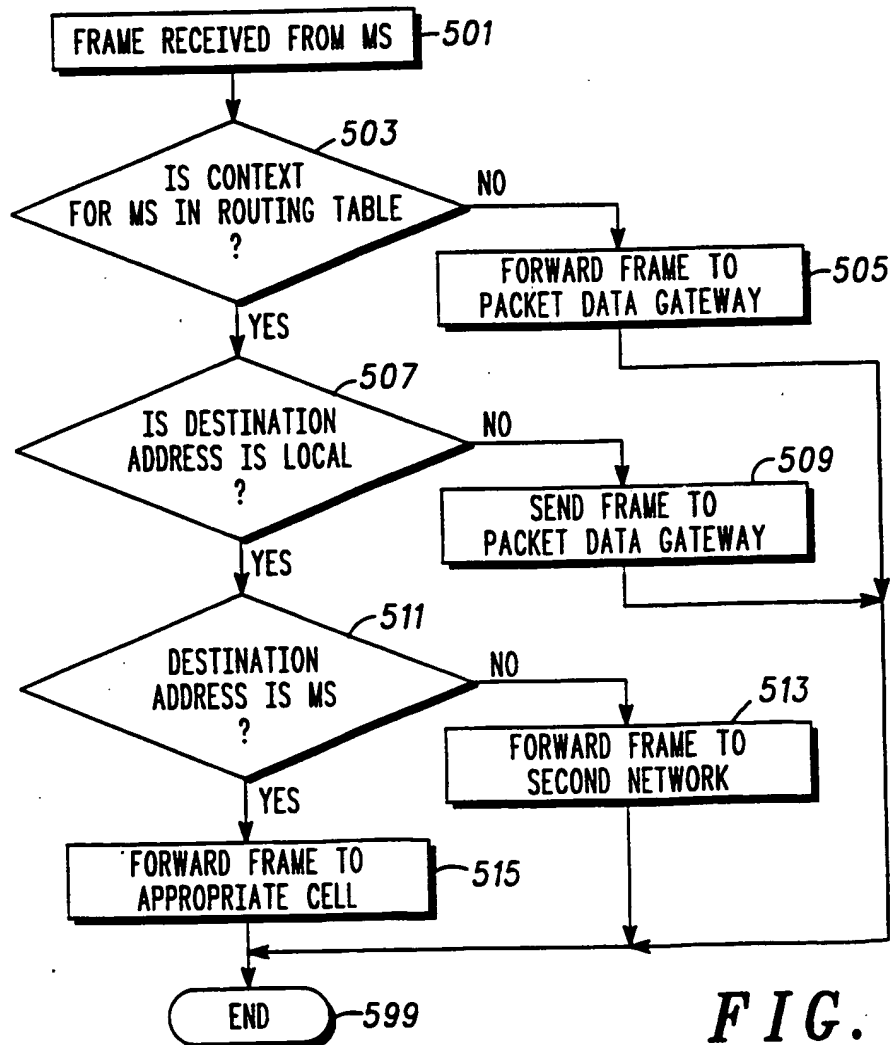 FRAME RECEIVED FROM MS
501
503
IS CONTEXT
FOR MS IN ROUTING TABLE
?
NO
FORWARD FRAME TO
PACKET DATA GATEWAY
505
YES
507
IS DESTINATION
ADDRESS IS LOCAL
?
NO
509
SEND FRAME TO
PACKET DATA GATEWAY
YES
511
DESTINATION
ADDRESS IS MS
?
NO
513
FORWARD FRAME TO
SECOND NETWORK
YES
FORWARD FRAME TO
APPROPRIATE CELL
515
END
599
FIG.